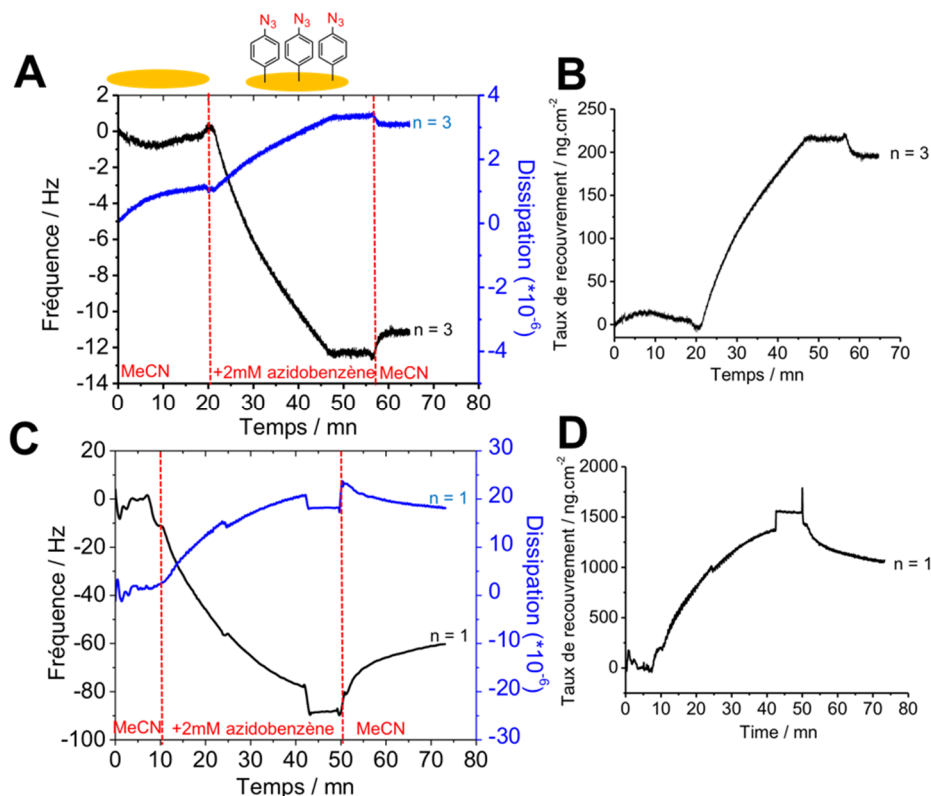 N3 N3 N3
A
B
4
2
0
-2
-4
-6
-8
-10
-12
-14
Fréquence / Hz
n = 3
n = 3
4
3
2
1
0
-2
-4
Dissipation (*10-6)
MeCN
+2mM azidobenzène
MeCN
0 10 20 30 40 50 60 70 80
Temps / mn
250
200
150
100
50
0
Taux de recouvrement / ng.cm-2
n = 3
0 10 20 30 40 50 60 70
Temps / mn
C
D
20
0
-20
-40
-60
-80
-100
Fréquence / Hz
n = 1
n = 1
30
20
10
0
-10
-20
-30
Dissipation (*10-6)
MeCN
+2mM azidobenzène
MeCN
0 10 20 30 40 50 60 70 80
Temps / mn
2000
1500
1000
500
0
Taux de recouvrement / ng.cm-2
n = 1
0 10 20 30 40 50 60 70 80
Time / mn